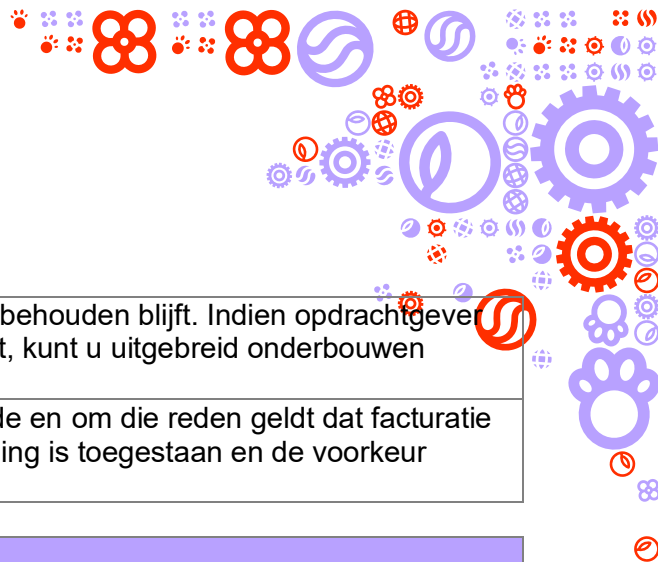 behouden blijft. Indien opdrachtgever
t, kunt u uitgebreid onderbouwen
de en om die reden geldt dat facturatie
ing is toegestaan en de voorkeur